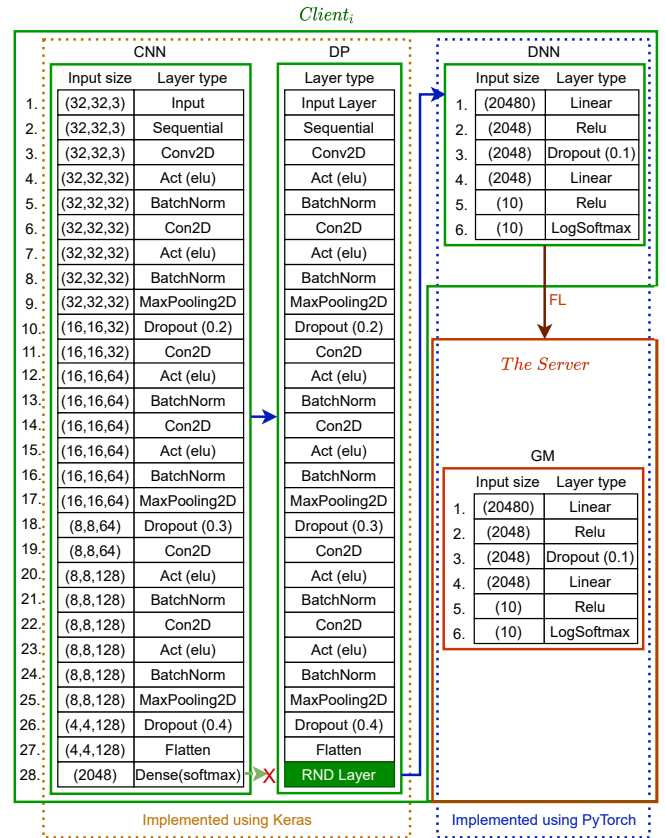 Client_i
CNN DP DNN
Input size Layer type
1. (32,32,3) Input
2. (32,32,3) Sequential
3. (32,32,3) Conv2D
4. (32,32,32) Act (elu)
5. (32,32,32) BatchNorm
6. (32,32,32) Con2D
7. (32,32,32) Act (elu)
8. (32,32,32) BatchNorm
9. (32,32,32) MaxPooling2D
10. (16,16,32) Dropout (0.2)
11. (16,16,32) Con2D
12. (16,16,64) Act (elu)
13. (16,16,64) BatchNorm
14. (16,16,64) Con2D
15. (16,16,64) Act (elu)
16. (16,16,64) BatchNorm
17. (16,16,64) MaxPooling2D
18. (8,8,64) Dropout (0.3)
19. (8,8,64) Con2D
20. (8,8,128) Act (elu)
21. (8,8,128) BatchNorm
22. (8,8,128) Con2D
23. (8,8,128) Act (elu)
24. (8,8,128) BatchNorm
25. (8,8,128) MaxPooling2D
26. (4,4,128) Dropout (0.4)
27. (4,4,128) Flatten
28. (2048) Dense(softmax)
X
Layer type
Input Layer
Sequential
Conv2D
Act (elu)
BatchNorm
Con2D
Act (elu)
BatchNorm
MaxPooling2D
Dropout (0.2)
Con2D
Act (elu)
BatchNorm
Con2D
Act (elu)
BatchNorm
MaxPooling2D
Dropout (0.3)
Con2D
Act (elu)
BatchNorm
Con2D
Act (elu)
BatchNorm
MaxPooling2D
Dropout (0.4)
Flatten
RND Layer
Implemented using Keras
Input size Layer type
1. (20480) Linear
2. (2048) Relu
3. (2048) Dropout (0.1)
4. (2048) Linear
5. (10) Relu
6. (10) LogSoftmax
FL
The Server
GM
Input size Layer type
1. (20480) Linear
2. (2048) Relu
3. (2048) Dropout (0.1)
4. (2048) Linear
5. (10) Relu
6. (10) LogSoftmax
Implemented using PyTorch